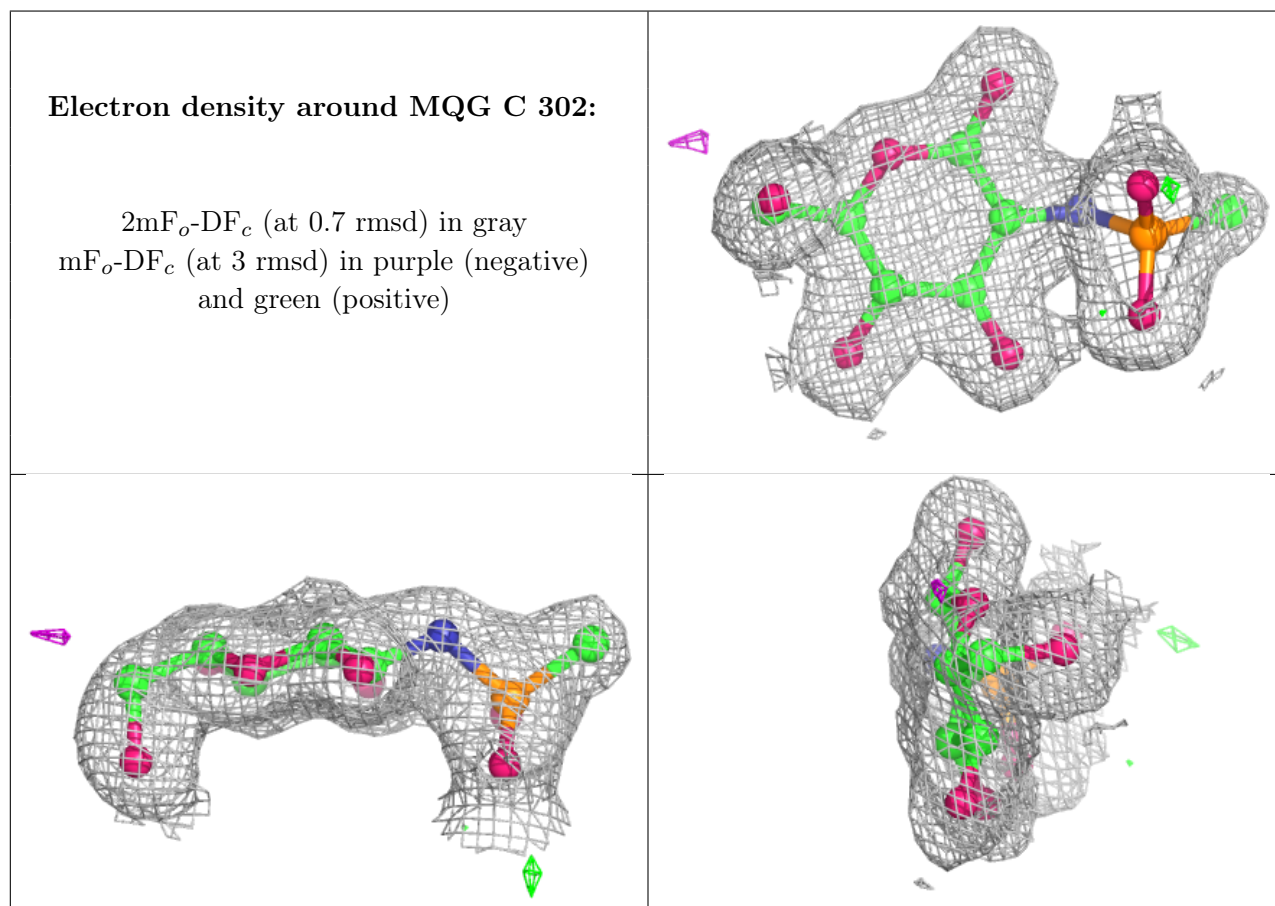 Electron density around MQG C 302:
2mFo-DFc (at 0.7 rmsd) in gray
mFo-DFc (at 3 rmsd) in purple (negative)
and green (positive)